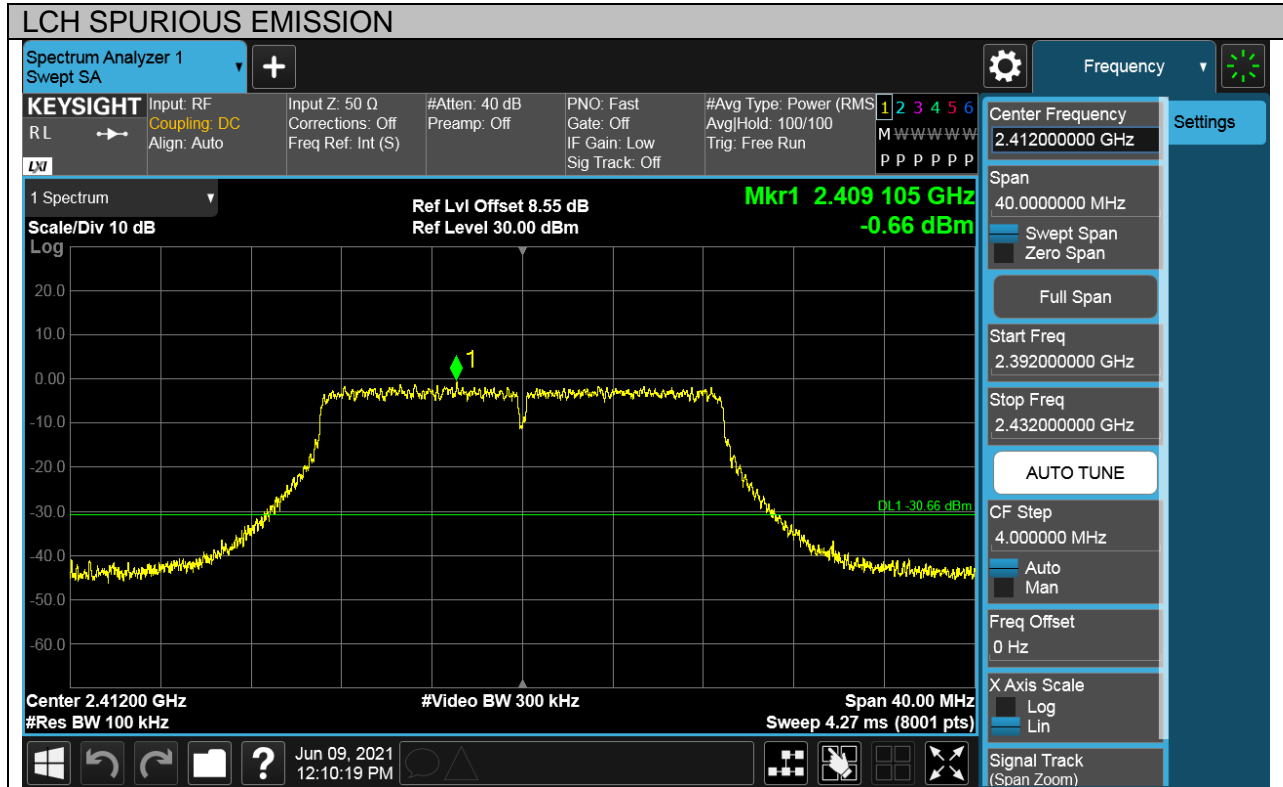 LCH SPURIOUS EMISSION
Spectrum Analyzer 1
Swept SA
Frequency
KEYSIGHT
R L
LXI
Input: RF
Coupling: DC
Align: Auto
Input Z: 50 Ω
Corrections: Off
Freq Ref: Int (S)
#Atten: 40 dB
Preamp: Off
PNO: Fast
Gate: Off
IF Gain: Low
Sig Track: Off
#Avg Type: Power (RMS
Avg|Hold: 100/100
Trig: Free Run
1 2 3 4 5 6
M W W W W W
P P P P P P
1 Spectrum
Scale/Div 10 dB
Log
Ref Lvl Offset 8.55 dB
Ref Level 30.00 dBm
Mkr1 2.409 105 GHz
-0.66 dBm
20.0
10.0
0.00
-10.0
-20.0
-30.0
-40.0
-50.0
-60.0
1
DL1 -30.66 dBm
Center 2.41200 GHz
#Res BW 100 kHz
#Video BW 300 kHz
Span 40.00 MHz
Sweep 4.27 ms (8001 pts)
Jun 09, 2021
12:10:19 PM
Center Frequency
2.412000000 GHz
Settings
Span
40.0000000 MHz
Swept Span
Zero Span
Full Span
Start Freq
2.392000000 GHz
Stop Freq
2.432000000 GHz
AUTO TUNE
CF Step
4.000000 MHz
Auto
Man
Freq Offset
0 Hz
X Axis Scale
Log
Lin
Signal Track
(Span Zoom)